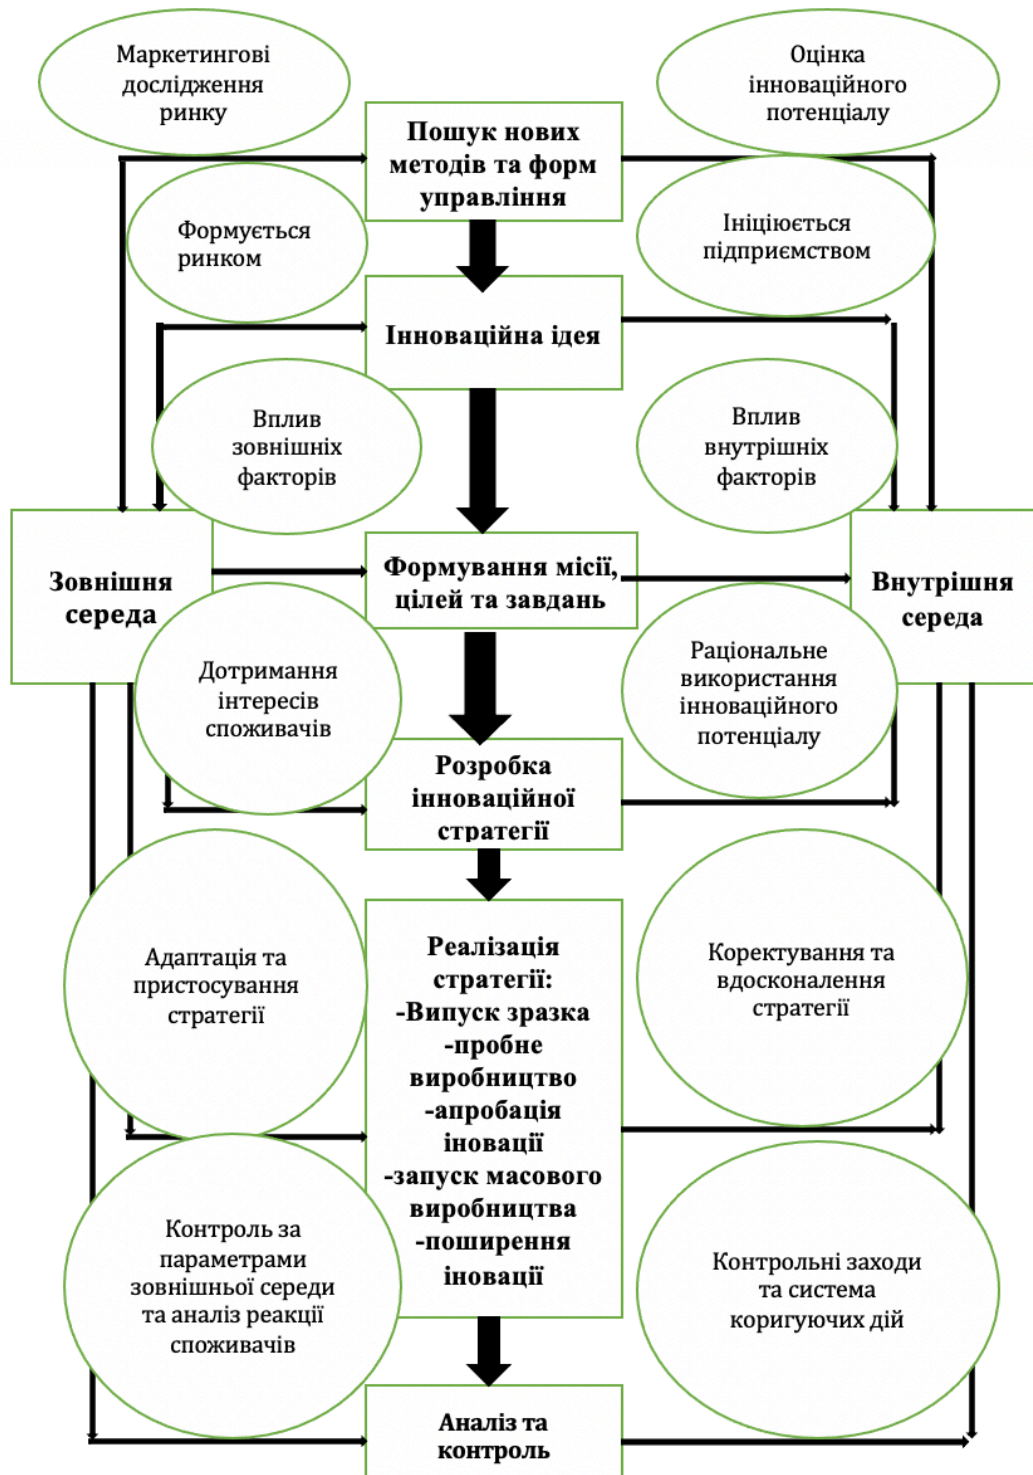 Маркетингові
дослідження
ринку
Оцінка
інноваційного
потенціалу
Пошук нових
методів та форм
управління
Формується
ринком
Ініціюється
підприємством
Інноваційна ідея
Вплив
зовнішніх
факторів
Вплив
внутрішніх
факторів
Зовнішня
середа
Формування місії,
цілей та завдань
Внутрішня
середа
Дотримання
інтересів
споживачів
Раціональне
використання
інноваційного
потенціалу
Розробка
інноваційної
стратегії
Адаптація та
пристосування
стратегії
Реалізація
стратегії:
-Випуск зразка
-пробне
виробництво
-апробація
іновації
-запуск масового
виробництва
-поширення
іновації
Коректування та
вдосконалення
стратегії
Контроль за
параметрами
зовнішньої середи
та аналіз реакції
споживачів
Контрольні заходи
та система
коригуючих дій
Аналіз та
контроль